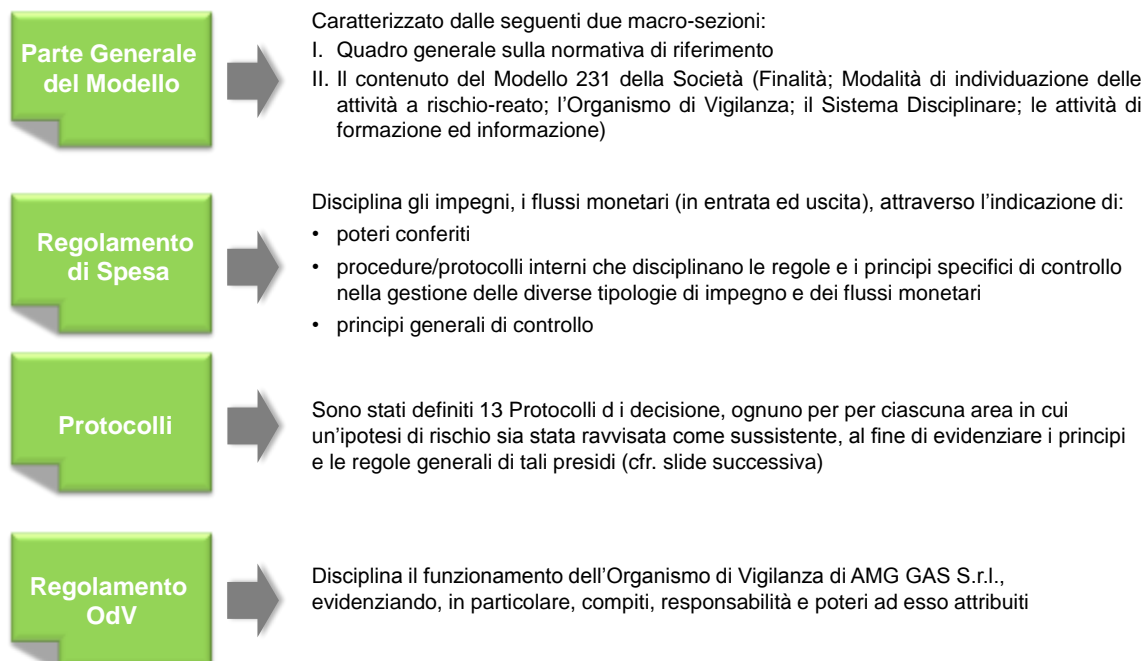 Parte Generale
del Modello
Caratterizzato dalle seguenti due macro-sezioni:
I. Quadro generale sulla normativa di riferimento
II. Il contenuto del Modello 231 della Società (Finalità; Modalità di individuazione delle
attività a rischio-reato; l’Organismo di Vigilanza; il Sistema Disciplinare; le attività di
formazione ed informazione)
Regolamento
di Spesa
Disciplina gli impegni, i flussi monetari (in entrata ed uscita), attraverso l’indicazione di:
• poteri conferiti
• procedure/protocolli interni che disciplinano le regole e i principi specifici di controllo
nella gestione delle diverse tipologie di impegno e dei flussi monetari
• principi generali di controllo
Protocolli
Sono stati definiti 13 Protocolli d i decisione, ognuno per per ciascuna area in cui
un’ipotesi di rischio sia stata ravvisata come sussistente, al fine di evidenziare i principi
e le regole generali di tali presidi (cfr. slide successiva)
Regolamento
OdV
Disciplina il funzionamento dell’Organismo di Vigilanza di AMG GAS S.r.l.,
evidenziando, in particolare, compiti, responsabilità e poteri ad esso attribuiti